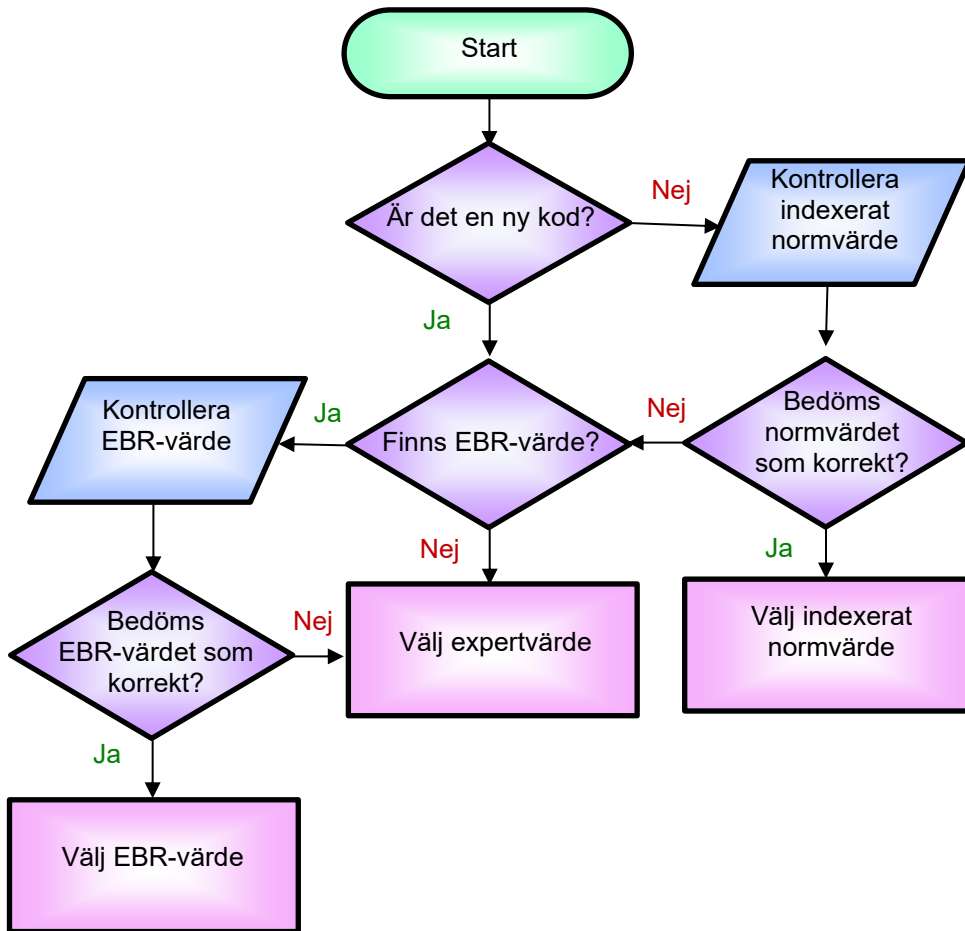 Start
Är det en ny kod?
Nej
Kontrollera
indexerat
normvärde
Ja
Kontrollera
EBR-värde
Ja
Finns EBR-värde?
Nej
Bedöms
normvärdet
som korrekt?
Nej
Ja
Bedöms
EBR-värdet som
korrekt?
Nej
Välj expertvärde
Välj indexerat
normvärde
Ja
Välj EBR-värde